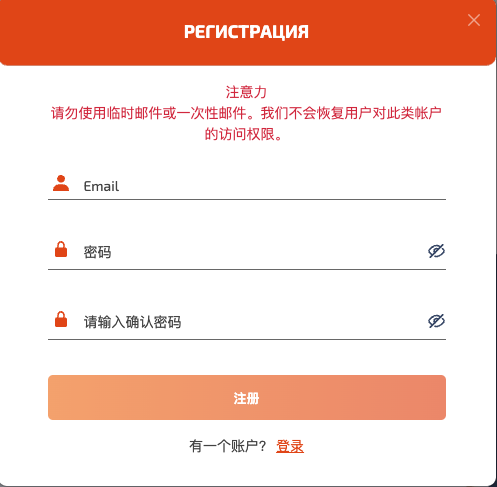 РЕГИСТРАЦИЯ
注意力
请勿使用临时邮件或一次性邮件。我们不会恢复用户对此类帐户
的访问权限。
Email
密码
请输入确认密码
注册
有一个账户? 登录